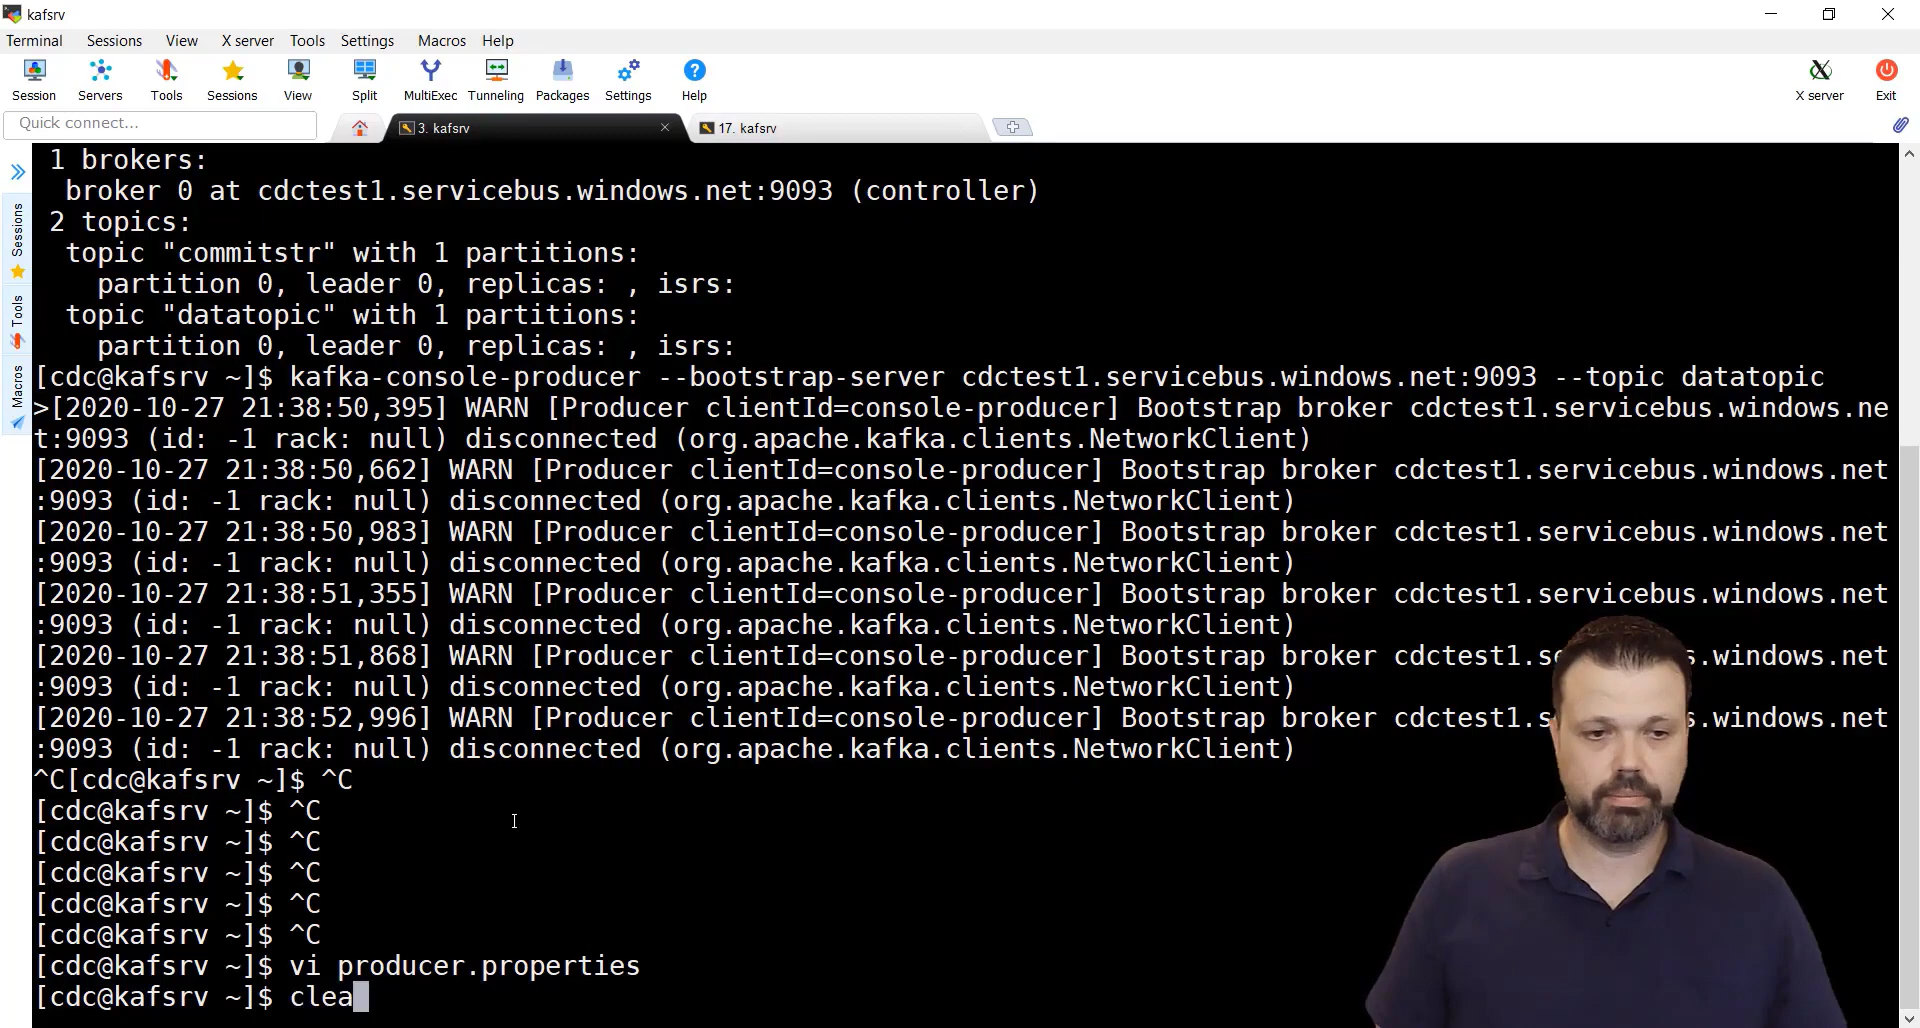 kafsrv
Terminal Sessions View X server Tools Settings Macros Help
Session Servers Tools Sessions View Split MultiExec Tunneling Packages Settings Help X server Exit
Quick connect...
3. kafsrv
17. kafsrv
Sessions
Tools
Macros
1 brokers:
broker 0 at cdctest1.servicebus.windows.net:9093 (controller)
2 topics:
topic "commitstr" with 1 partitions:
partition 0, leader 0, replicas: , isrs:
topic "datatopic" with 1 partitions:
partition 0, leader 0, replicas: , isrs:
[cdc@kafsrv ~]$ kafka-console-producer --bootstrap-server cdctest1.servicebus.windows.net:9093 --topic datatopic
>[2020-10-27 21:38:50,395] WARN [Producer clientId=console-producer] Bootstrap broker cdctest1.servicebus.windows.ne
t:9093 (id: -1 rack: null) disconnected (org.apache.kafka.clients.NetworkClient)
[2020-10-27 21:38:50,662] WARN [Producer clientId=console-producer] Bootstrap broker cdctest1.servicebus.windows.net
:9093 (id: -1 rack: null) disconnected (org.apache.kafka.clients.NetworkClient)
[2020-10-27 21:38:50,983] WARN [Producer clientId=console-producer] Bootstrap broker cdctest1.servicebus.windows.net
:9093 (id: -1 rack: null) disconnected (org.apache.kafka.clients.NetworkClient)
[2020-10-27 21:38:51,355] WARN [Producer clientId=console-producer] Bootstrap broker cdctest1.servicebus.windows.net
:9093 (id: -1 rack: null) disconnected (org.apache.kafka.clients.NetworkClient)
[2020-10-27 21:38:51,868] WARN [Producer clientId=console-producer] Bootstrap broker cdctest1.s s.windows.net
:9093 (id: -1 rack: null) disconnected (org.apache.kafka.clients.NetworkClient)
[2020-10-27 21:38:52,996] WARN [Producer clientId=console-producer] Bootstrap broker cdctest1.s s.windows.net
:9093 (id: -1 rack: null) disconnected (org.apache.kafka.clients.NetworkClient)
^C[cdc@kafsrv ~]$ ^C
[cdc@kafsrv ~]$ ^C
[cdc@kafsrv ~]$ ^C
[cdc@kafsrv ~]$ ^C
[cdc@kafsrv ~]$ ^C
[cdc@kafsrv ~]$ ^C
[cdc@kafsrv ~]$ vi producer.properties
[cdc@kafsrv ~]$ clea